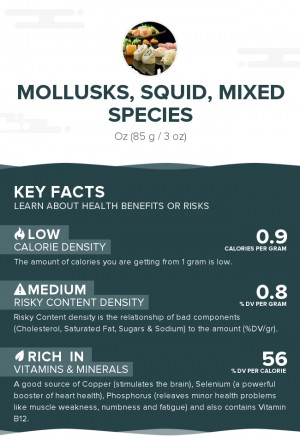 MOLLUSKS, SQUID, MIXED
SPECIES
Oz (85 g / 3 oz)
KEY FACTS
LEARN ABOUT HEALTH BENEFITS OR RISKS
LOW
CALORIE DENSITY
0.9
CALORIES PER GRAM
The amount of calories you are getting from 1 gram is low.
MEDIUM
RISKY CONTENT DENSITY
0.8
% DV PER GRAM
Risky Content density is the relationship of bad components
(Cholesterol, Saturated Fat, Sugars & Sodium) to the amount (%DV/gr).
RICH IN
VITAMINS & MINERALS
56
% DV PER CALORIE
A good source of Copper (stimulates the brain), Selenium (a powerful
booster of heart health), Phosphorus (releaves minor health problems
like muscle weakness, numbness and fatigue) and also contains Vitamin
B12.